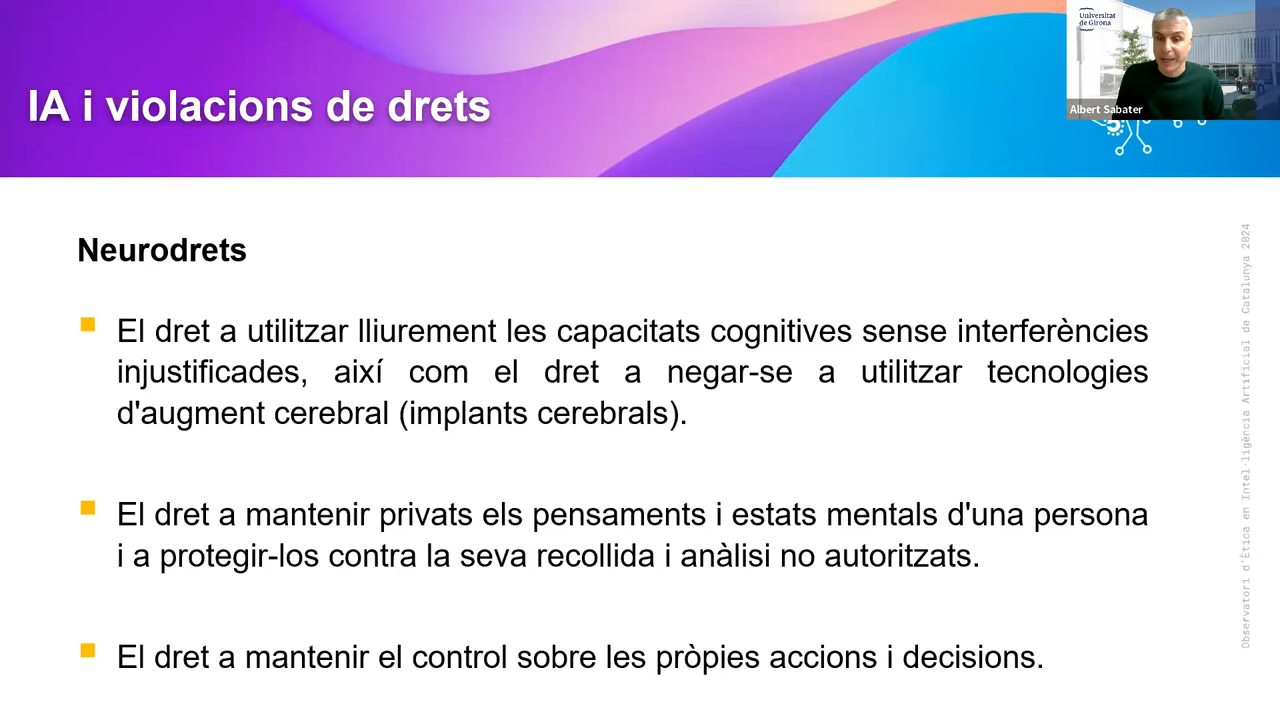 IA i violacions de drets
Universitat
de Girona
Albert Sabater
Neurodrets
El dret a utilitzar lliurement les capacitats cognitives sense interferències
injustificades, així com el dret a negar-se a utilitzar tecnologies
d'augment cerebral (implants cerebrals).
El dret a mantenir privats els pensaments i estats mentals d'una persona
i a protegir-los contra la seva recollida i anàlisi no autoritzats.
El dret a mantenir el control sobre les pròpies accions i decisions.
Observatori d'Ètica en Intel·ligència Artificial de Catalunya 2024